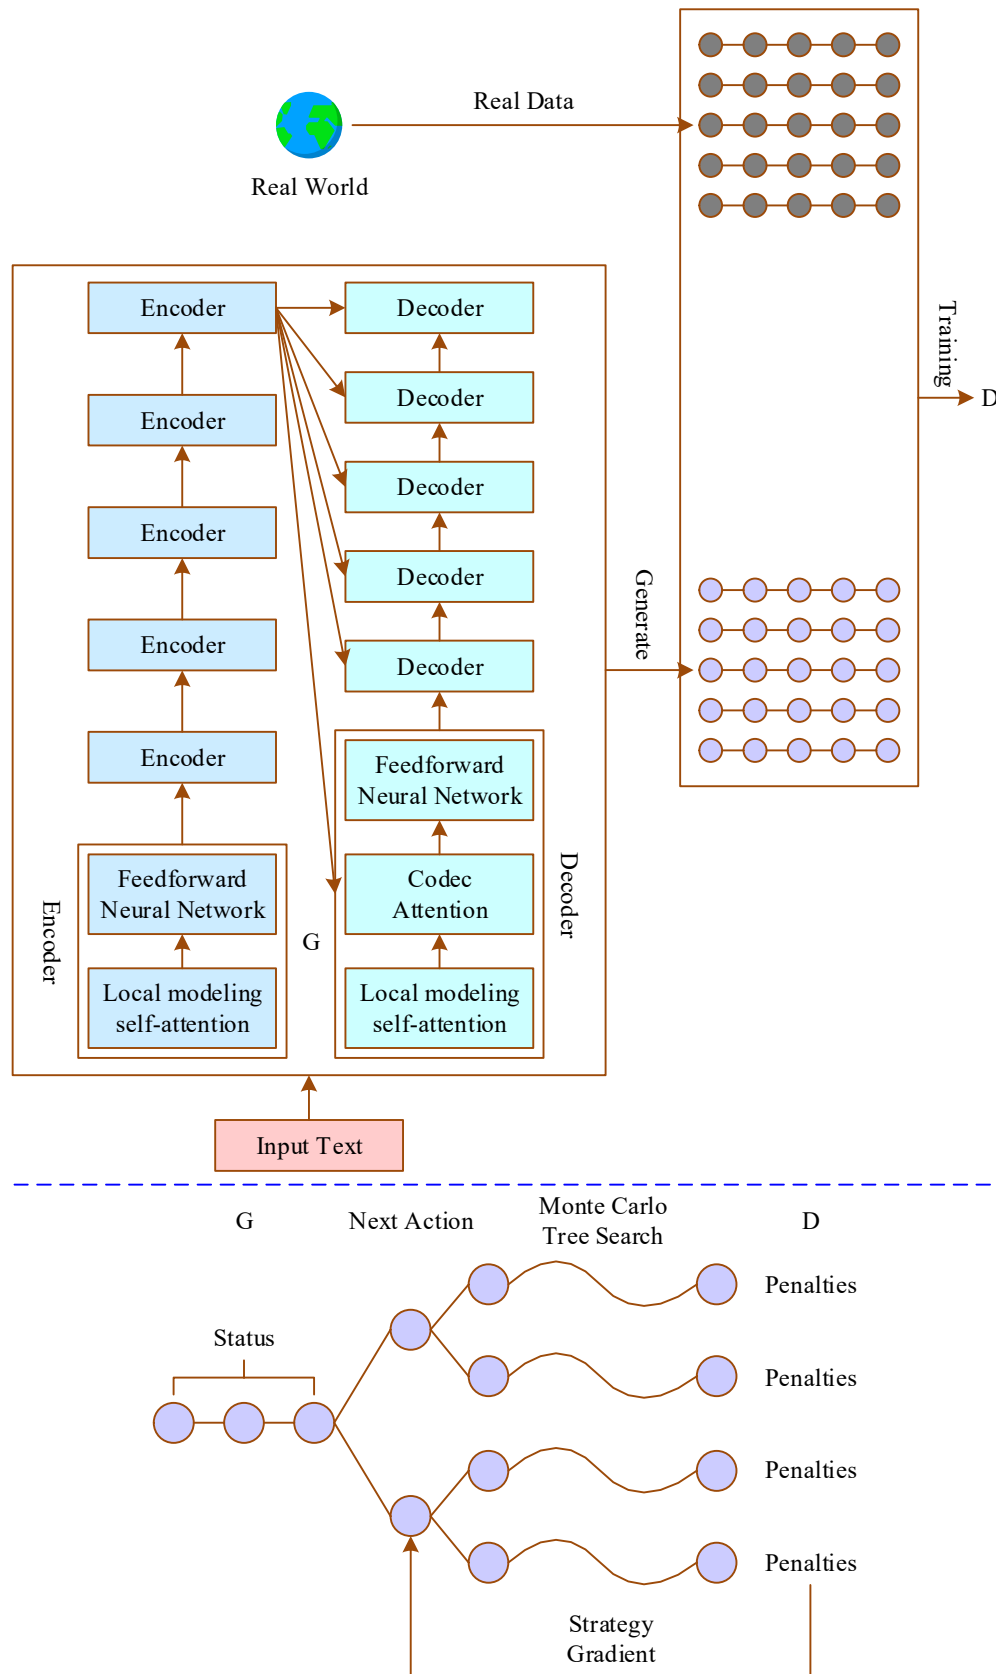 Real Data
Real World
Training
D
Encoder
Decoder
Encoder
Decoder
Encoder
Decoder
Encoder
Decoder
Encoder
Decoder
Generate
Feedforward
Neural Network
Feedforward
Neural Network
Codec
Attention
Local modeling
self-attention
Local modeling
self-attention
Encoder
G
Decoder
Input Text
G
Next Action
Monte Carlo
Tree Search
D
Status
Penalties
Penalties
Penalties
Penalties
Strategy
Gradient